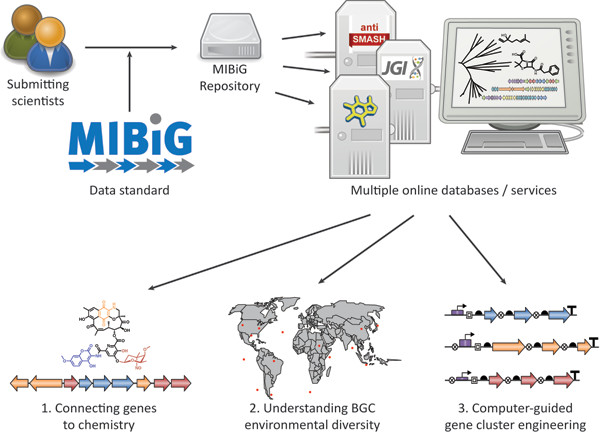 anti
SMASH
JGI
Submitting
scientists
MIBiG
Repository
MIBiG
Data standard
Multiple online databases / services
1. Connecting genes
to chemistry
2. Understanding BGC
environmental diversity
3. Computer-guided
gene cluster engineering